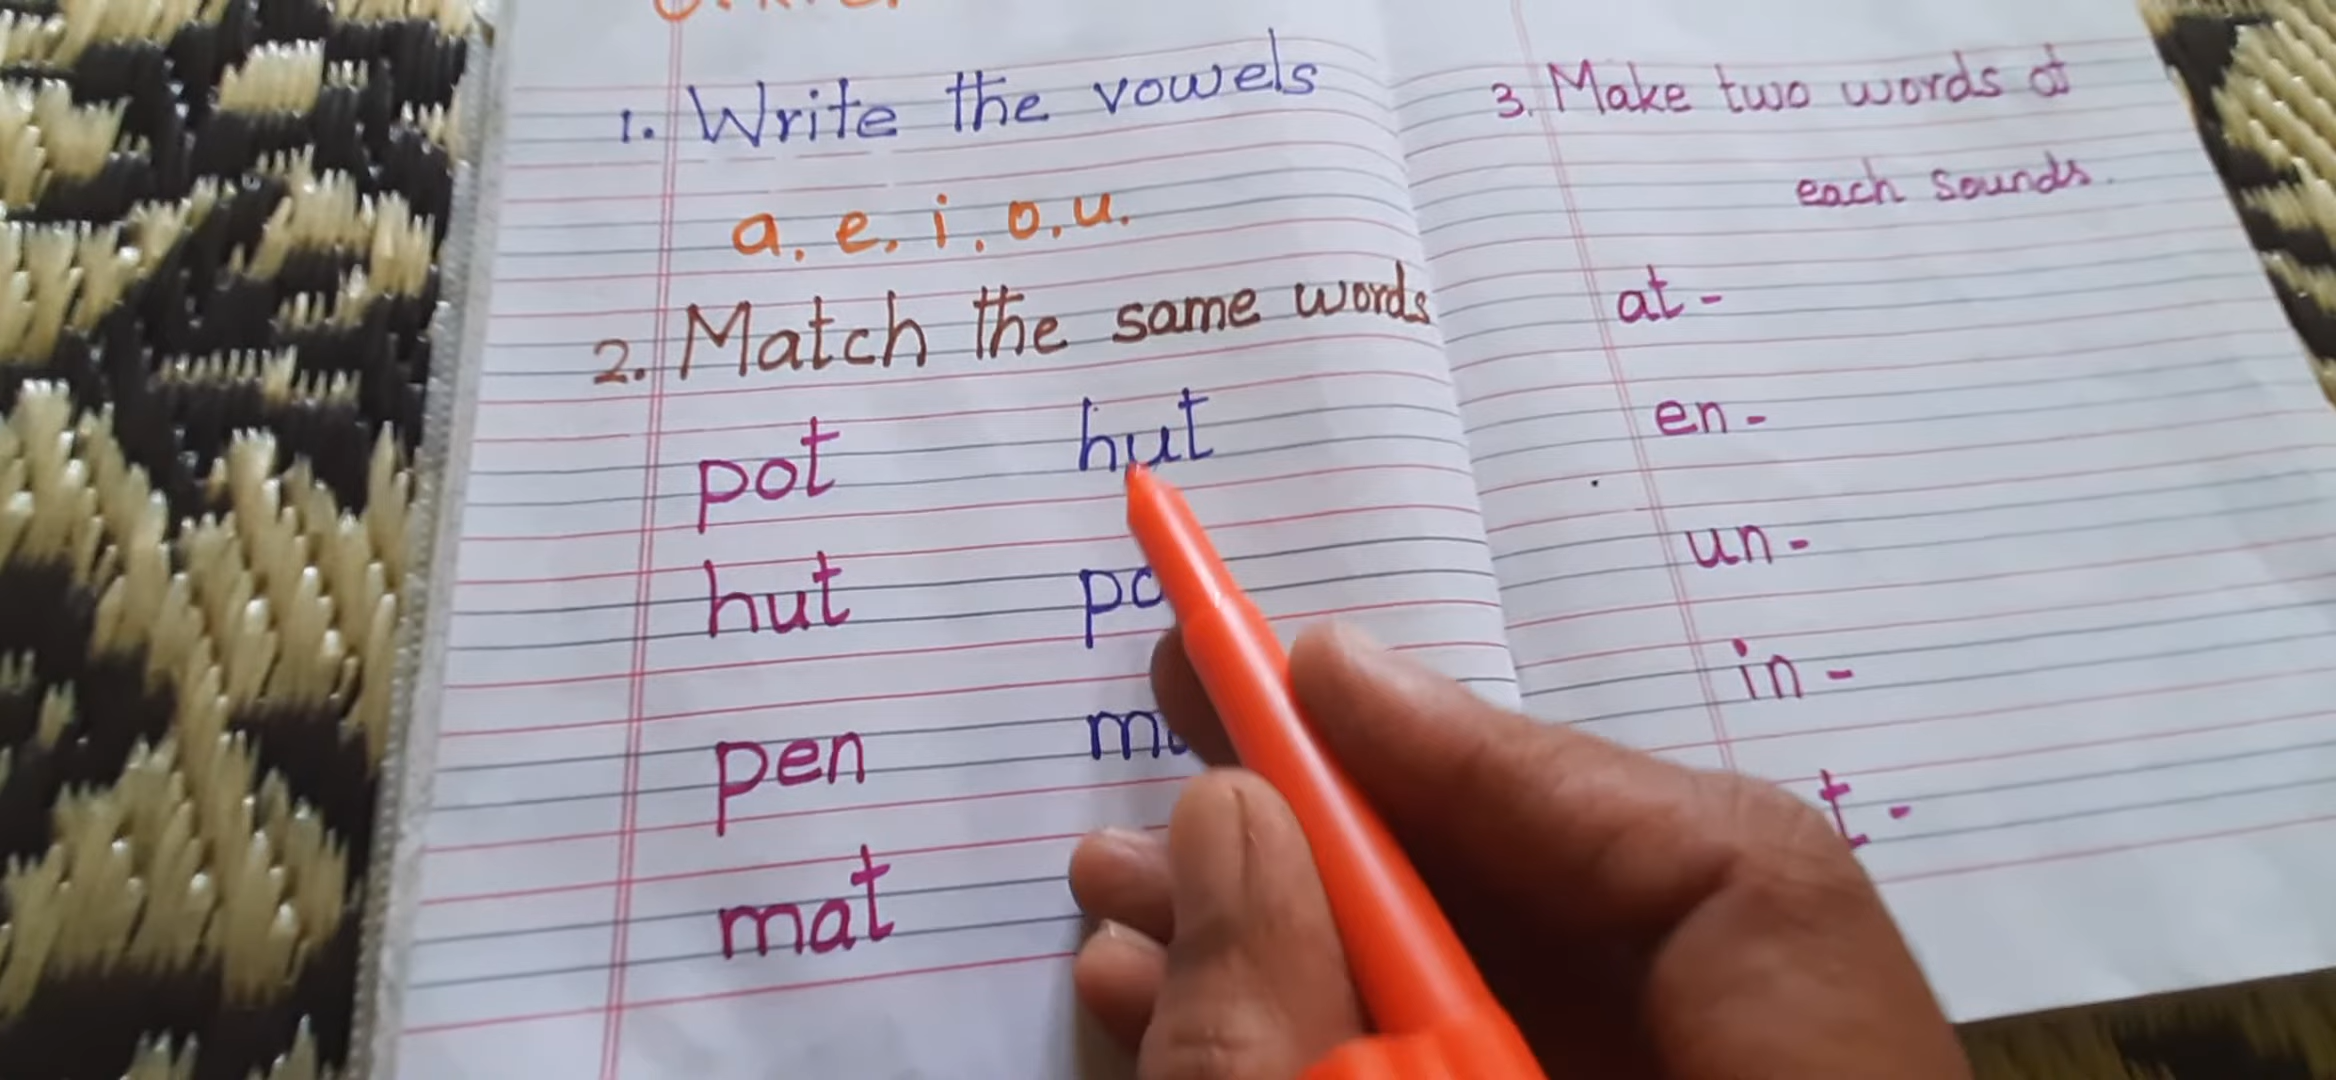 1. Write the vowels
a. e. i. o. u.
2. Match the same words
pot hut
hut
pen
mat
3. Make two words at
each sounds.
at -
en -
un -
in -